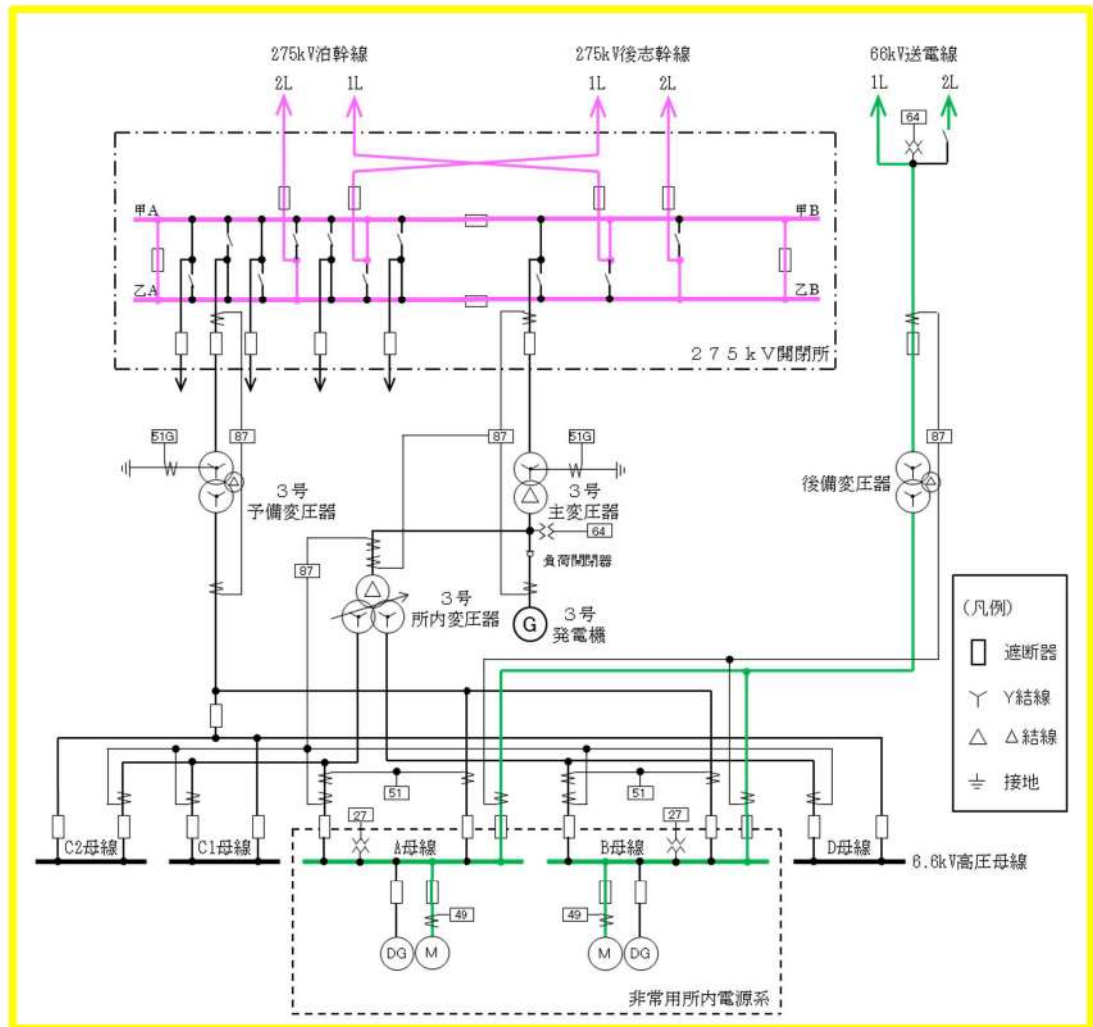 275kV泊幹線
275kV後志幹線
66kV送電線
2L
1L
1L
2L
1L
2L
64
甲A
甲B
乙A
乙B
275kV開閉所
51G
87
87
51G
87
3号
予備変圧器
3号
主変圧器
後備変圧器
64
負荷開閉器
87
3号
所内変圧器
G
3号
発電機
(凡例)
遮断器
Y結線
△結線
接地
51
51
27
27
C2母線
C1母線
A母線
B母線
D母線
6.6kV高圧母線
49
49
DG
M
M
DG
非常用所内電源系